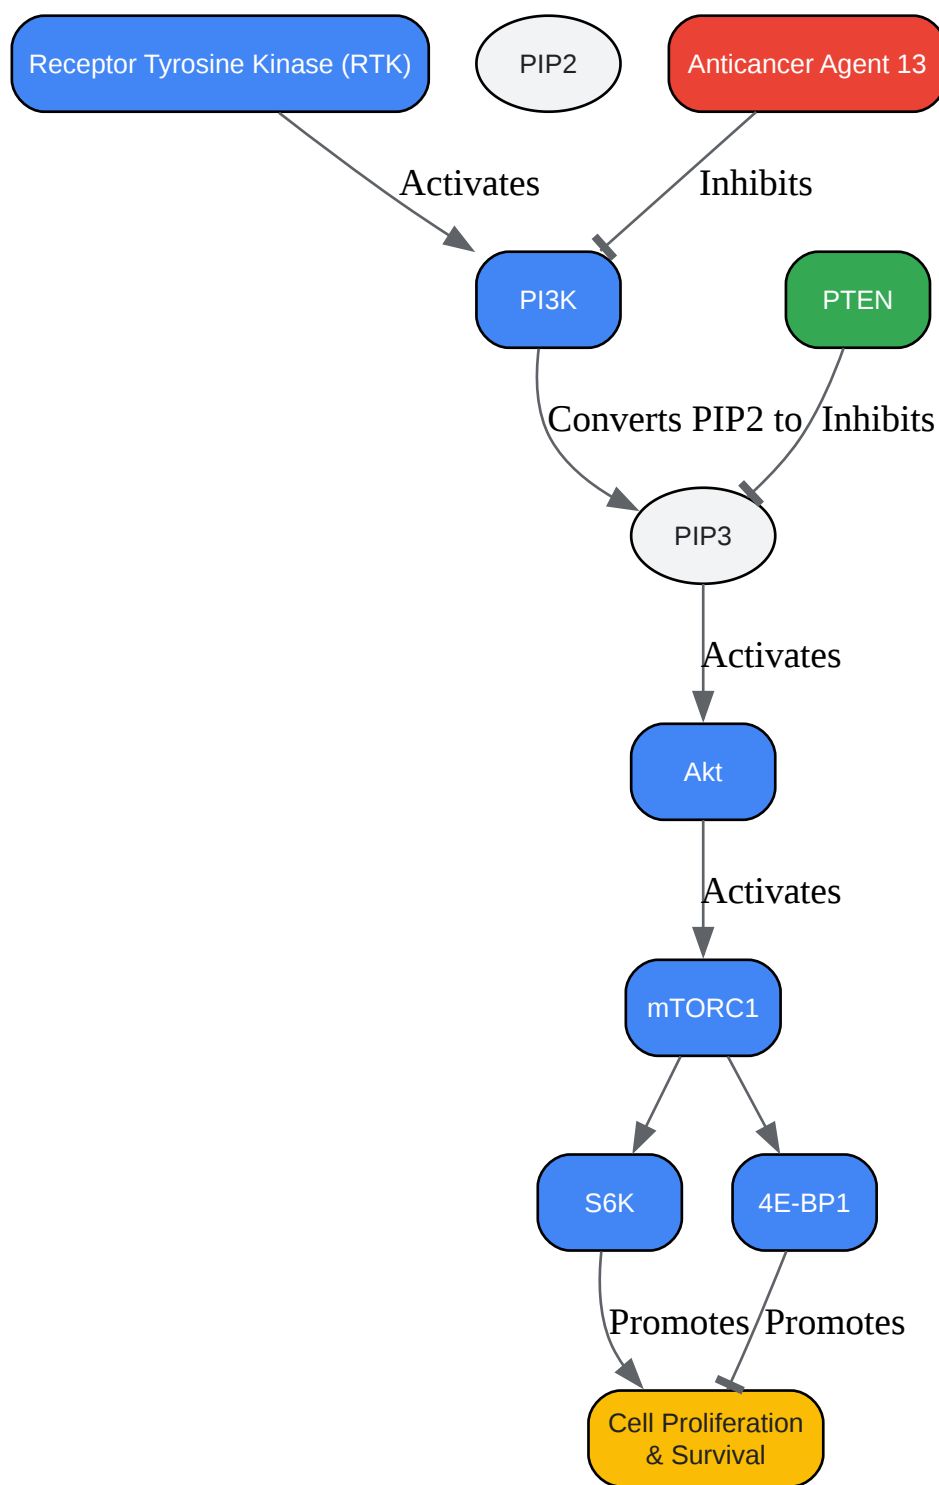 Receptor Tyrosine Kinase (RTK)
PIP2
Anticancer Agent 13
Activates
Inhibits
PI3K
PTEN
Converts PIP2 to
Inhibits
PIP3
Activates
Akt
Activates
mTORC1
S6K
4E-BP1
Promotes
Promotes
Cell Proliferation
& Survival